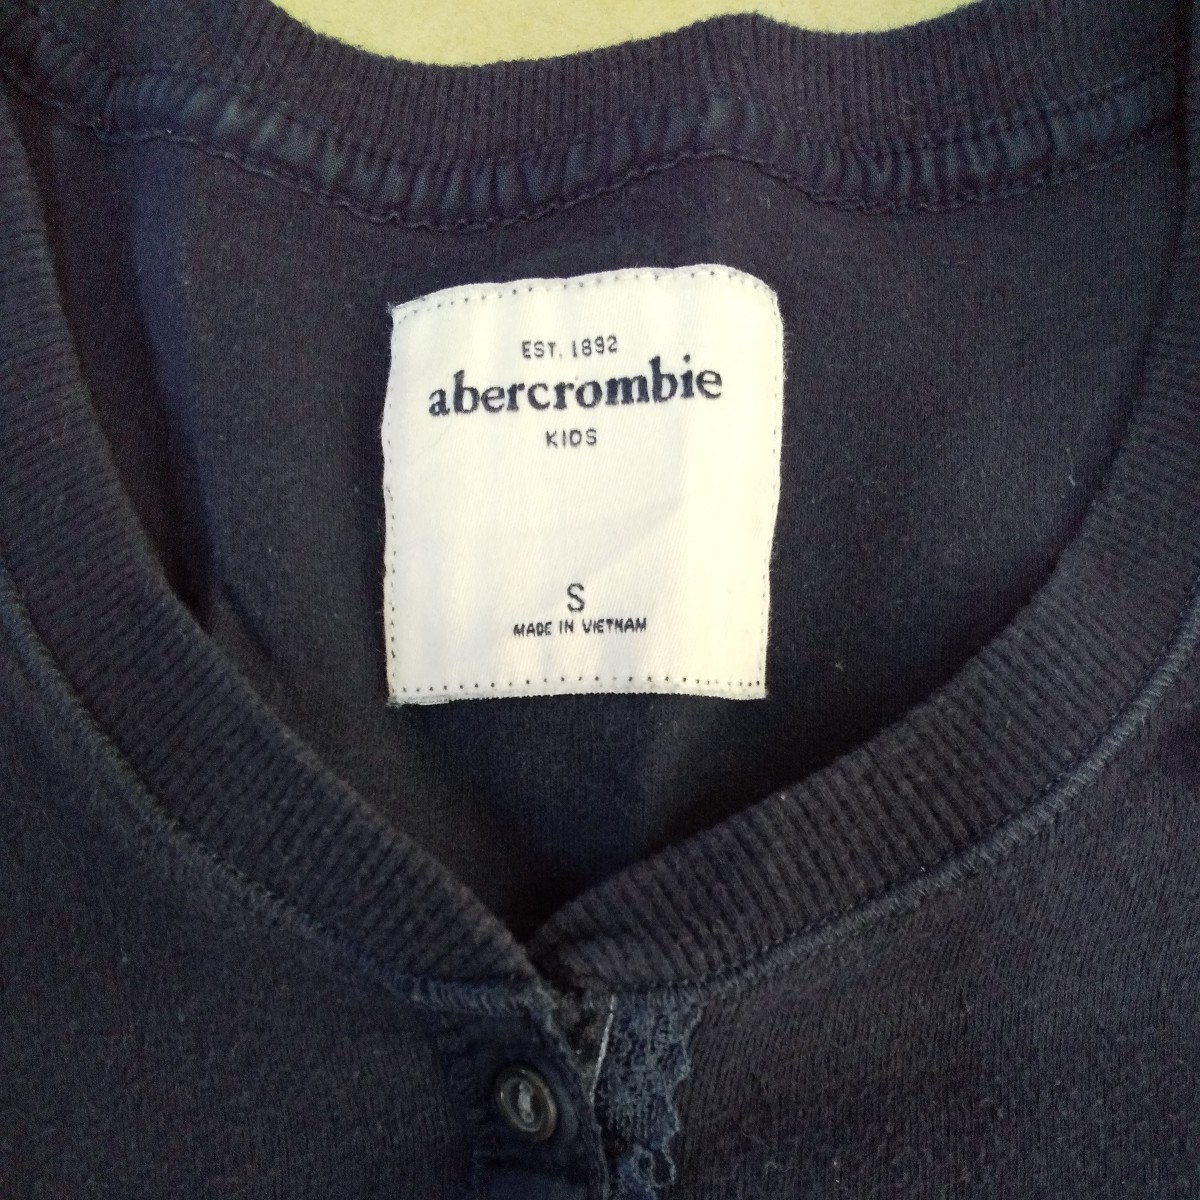 EST. 1892
abercrombie
KIDS
S
MADE IN VIETNAM